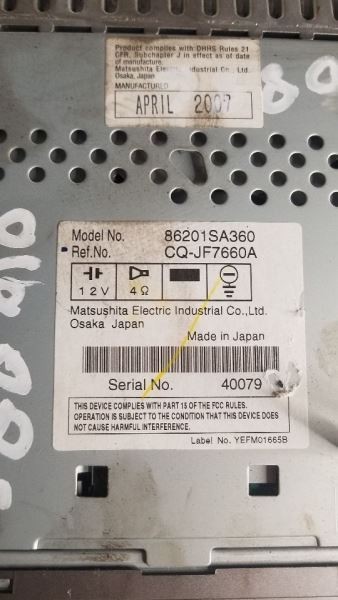 Product complies with DHHS Rules 21
CFR, Subchapter J in effect as of date
of manufacture.
Matsushita Electric Industrial Co., Ltd.
Osaka, Japan
MANUFACTURED
APRIL 2007
Model No. 86201SA360
Ref.No. CQ-JF7660A
12V 4Ω
Matsushita Electric Industrial Co.,Ltd.
Osaka Japan
Made in Japan
Serial No. 40079
THIS DEVICE COMPLIES WITH PART 15 OF THE FCC RULES.
OPERATION IS SUBJECT TO THE CONDITION THAT THIS DEVICE DOES
NOT CAUSE HARMFUL INTERFERENCE.
Label No. YEFM01665B